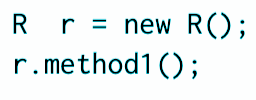 R  r = new R();
r.method1();